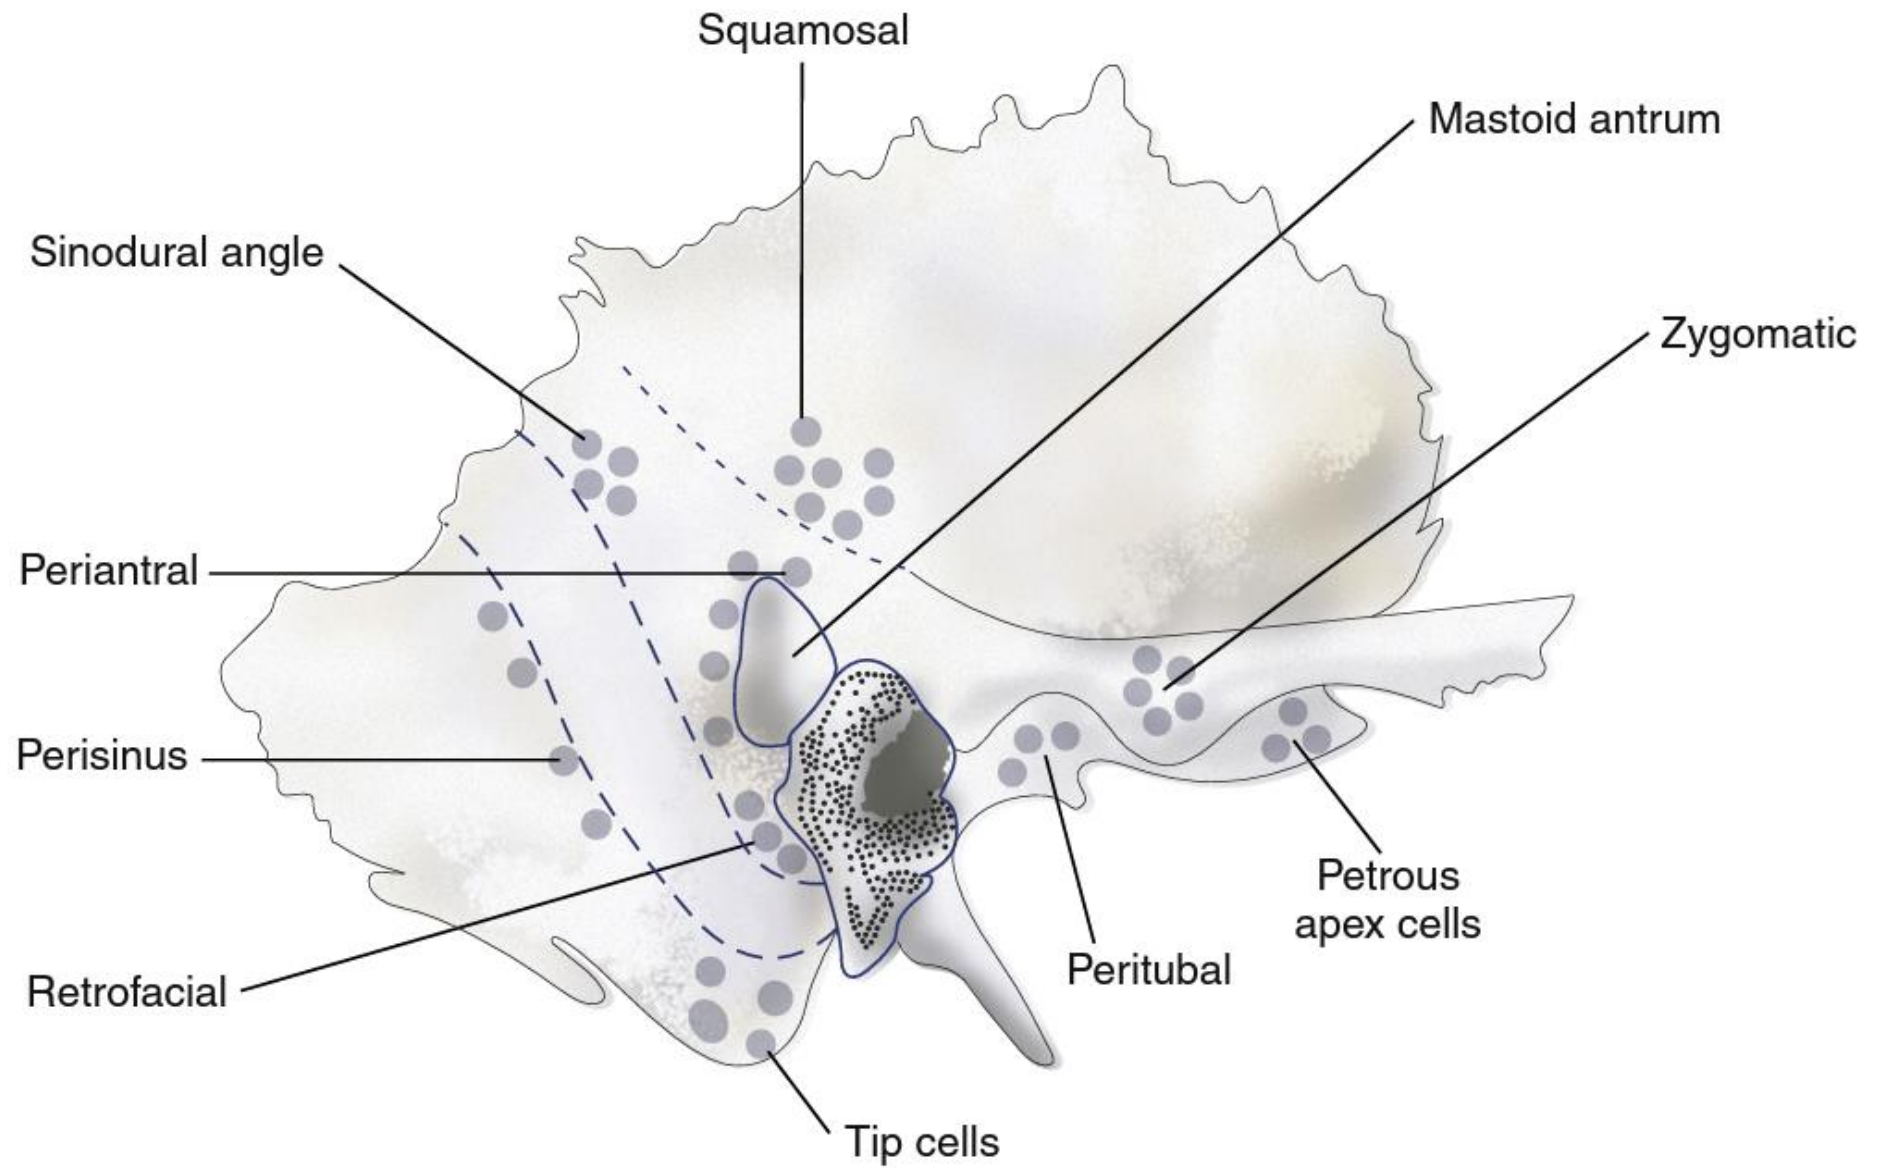 Squamosal
Mastoid antrum
Sinodural angle
Zygomatic
Periantral
Perisinus
Petrous
apex cells
Peritubal
Retrofacial
Tip cells